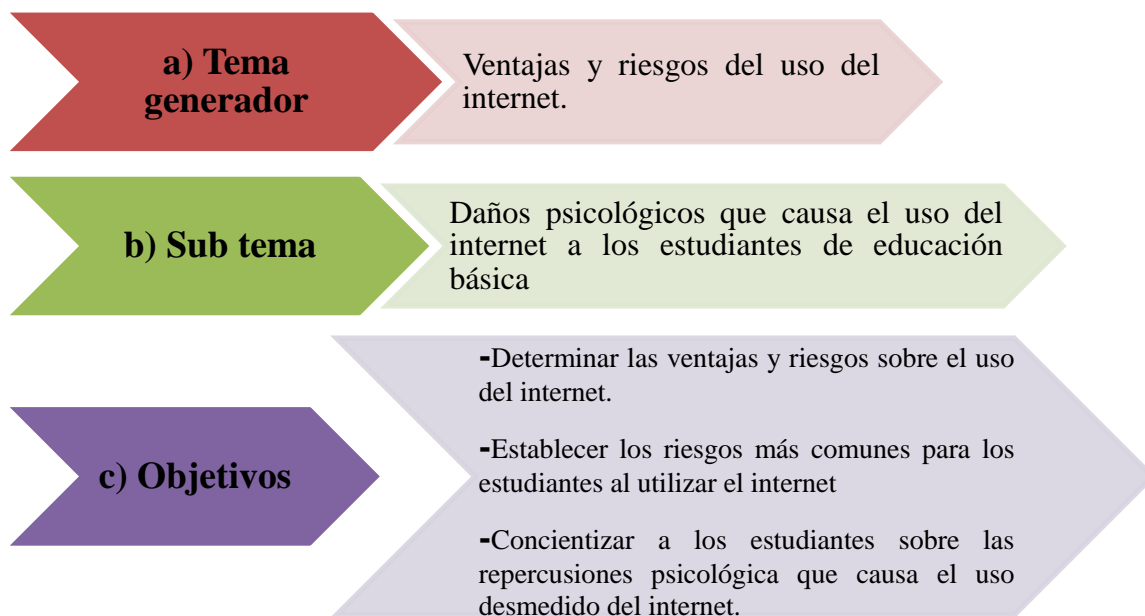 a) Tema
generador
Ventajas y riesgos del uso del
internet.
b) Sub tema
Daños psicológicos que causa el uso del
internet a los estudiantes de educación
básica
c) Objetivos
-Determinar las ventajas y riesgos sobre el uso
del internet.
-Establecer los riesgos más comunes para los
estudiantes al utilizar el internet
-Concientizar a los estudiantes sobre las
repercusiones psicológica que causa el uso
desmedido del internet.